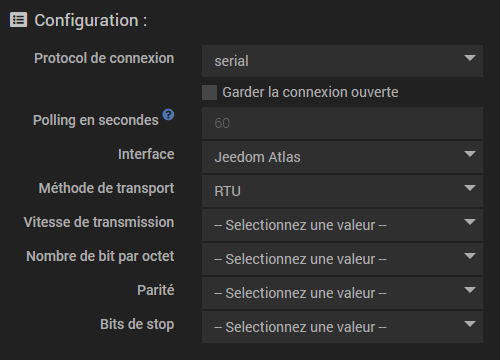 Configuration :
Protocol de connexion serial
Garder la connexion ouverte
Polling en secondes ? 60
Interface Jeedom Atlas
Méthode de transport RTU
Vitesse de transmission -- Selectionnez une valeur --
Nombre de bit par octet -- Selectionnez une valeur --
Parité -- Selectionnez une valeur --
Bits de stop -- Selectionnez une valeur --